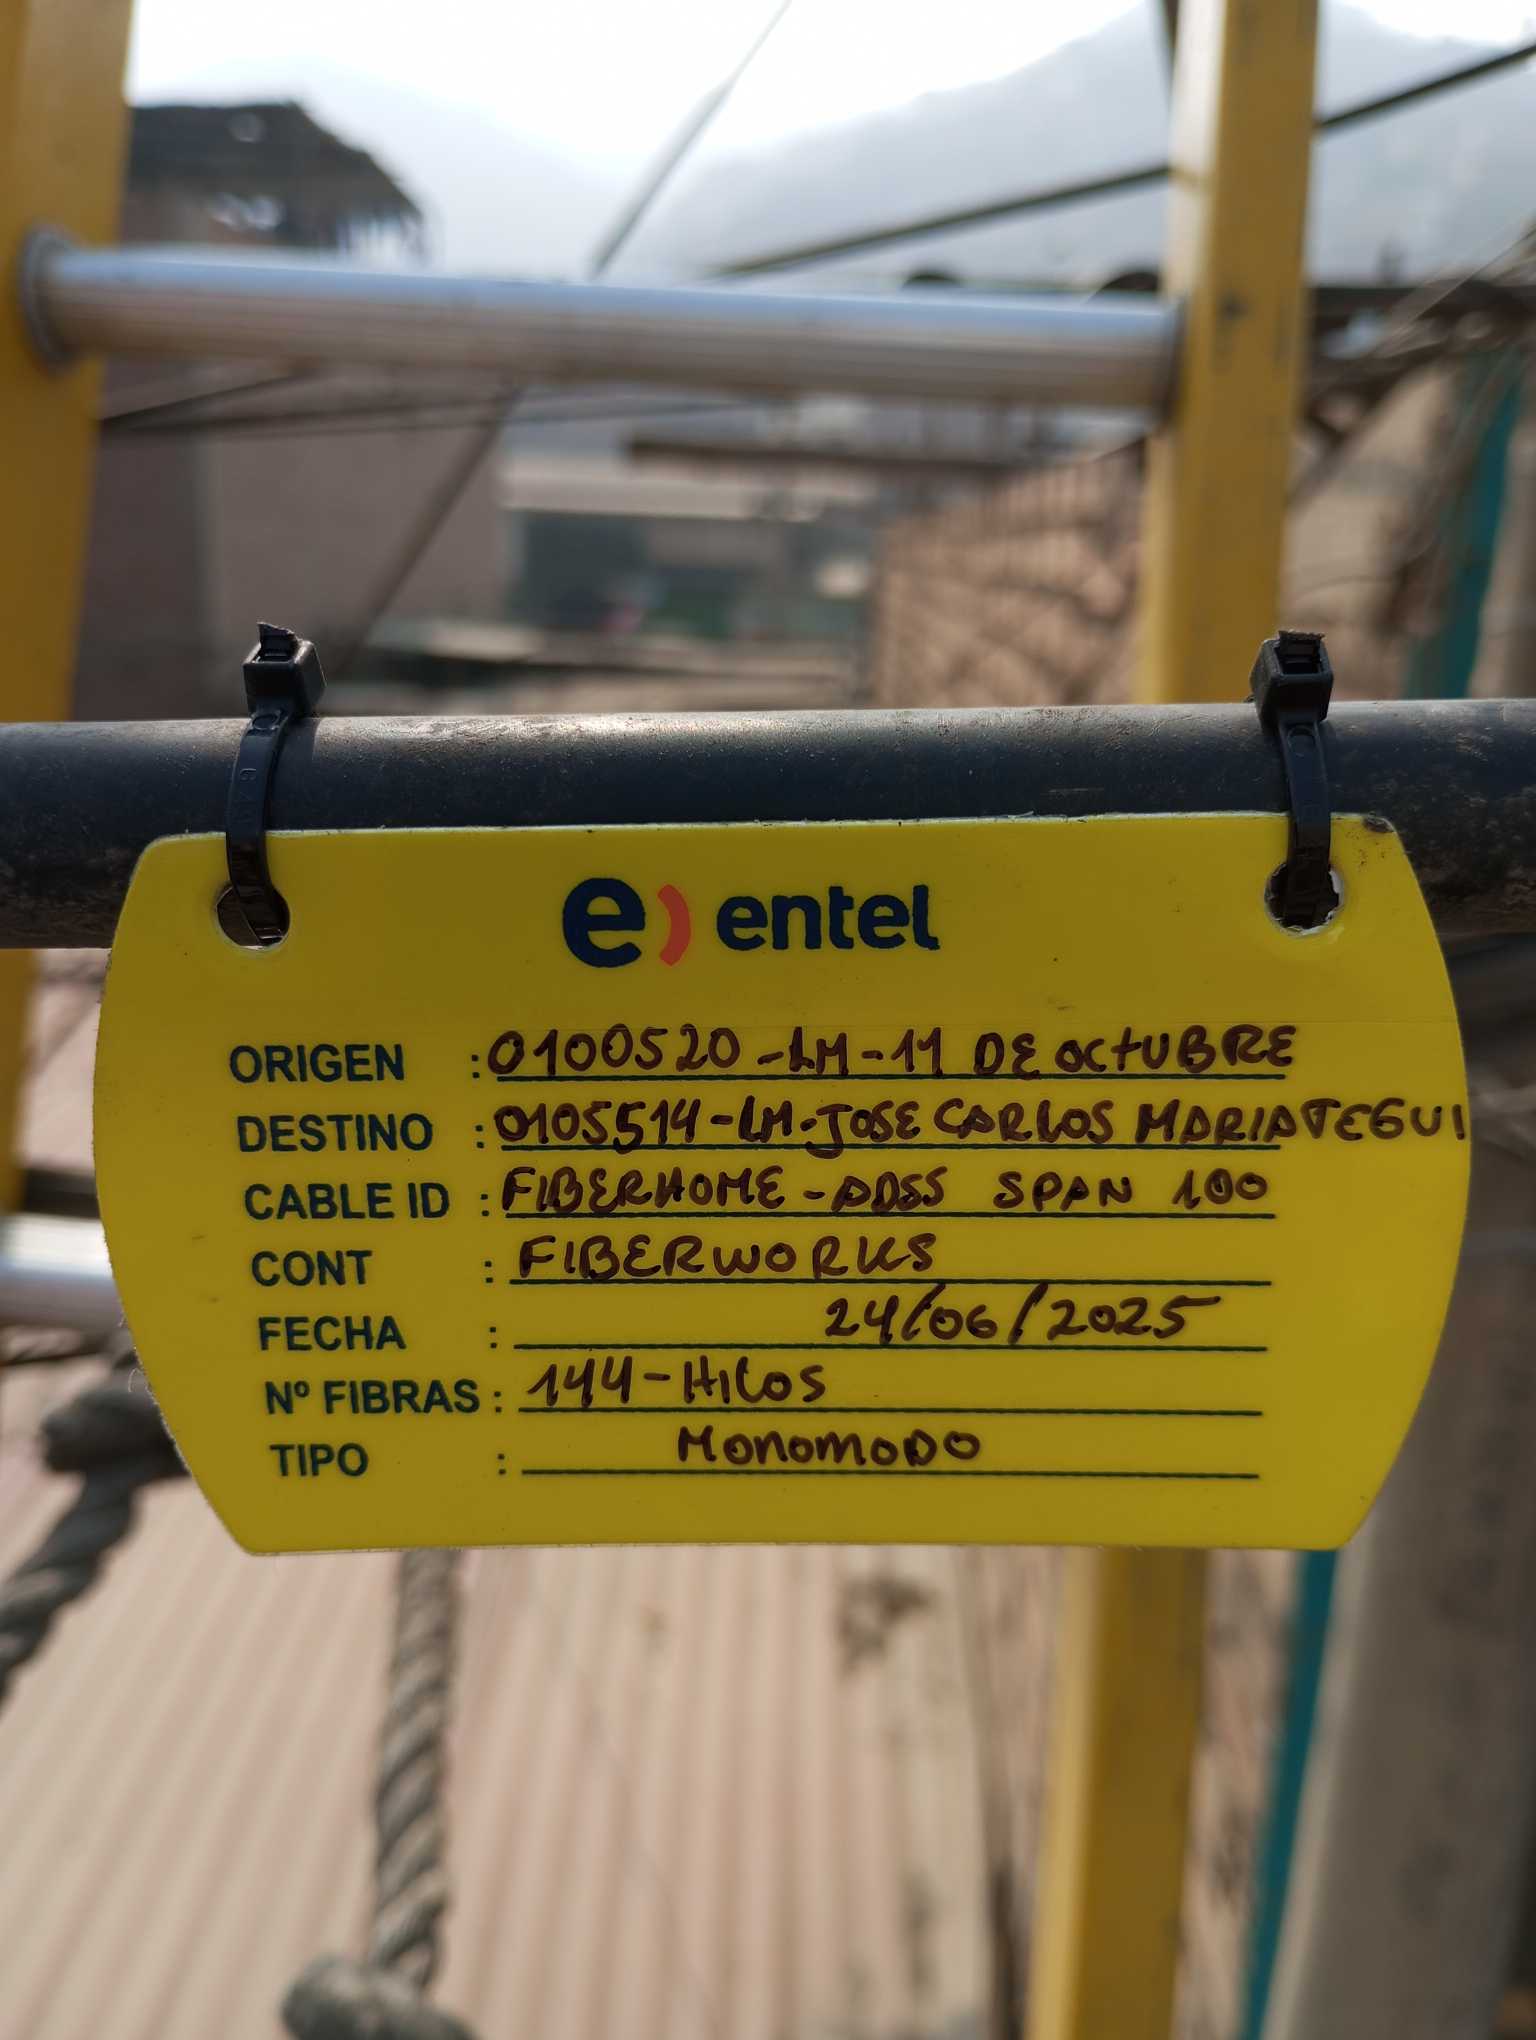 e) entel
ORIGEN : 0100520-LM-11 DE OCTUBRE
DESTINO : 0105514-LM-JOSE CARLOS MARIATEGUI
CABLE ID : FIBERHOME-ADSS SPAN 100
CONT : FIBERWORKS
FECHA : 24/06/2025
Nº FIBRAS : 144-Hilos
TIPO : MONOMODO